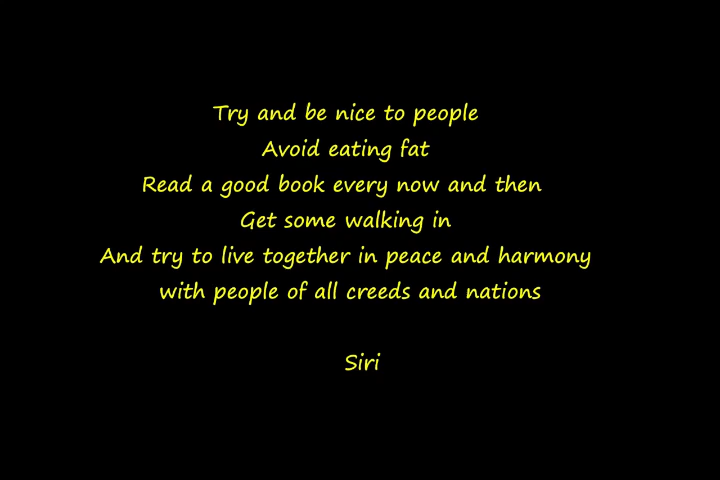 Try and be nice to people
Avoid eating fat
Read a good book every now and then
Get some walking in
And try to live together in peace and harmony
with people of all creeds and nations
Siri